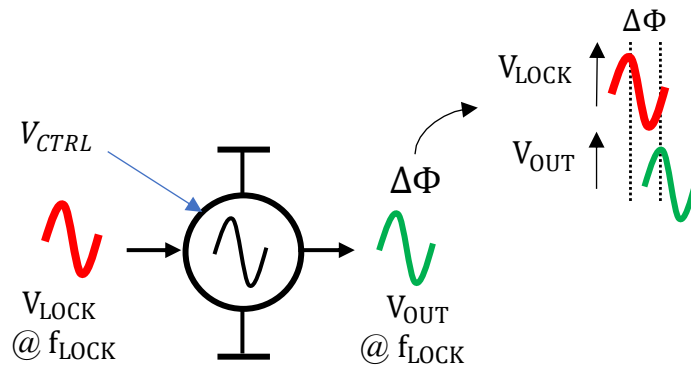 ΔΦ
V_LOCK
V_OUT
V_CTRL
ΔΦ
V_LOCK
@ f_LOCK
V_OUT
@ f_LOCK